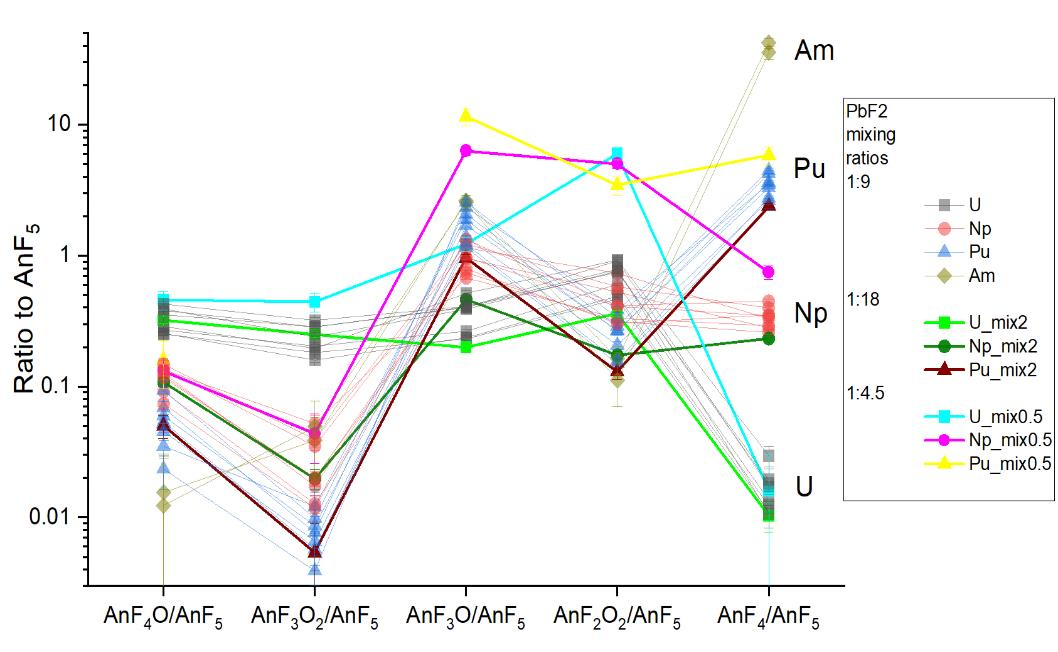 Ratio to AnF5
10
1
0.1
0.01
AnF4O/AnF5
AnF3O2/AnF5
AnF3O/AnF5
AnF2O2/AnF5
AnF4/AnF5
Am
Pu
Np
U
PbF2
mixing
ratios
1:9
U
Np
Pu
Am
1:18
U_mix2
Np_mix2
Pu_mix2
1:4.5
U_mix0.5
Np_mix0.5
Pu_mix0.5